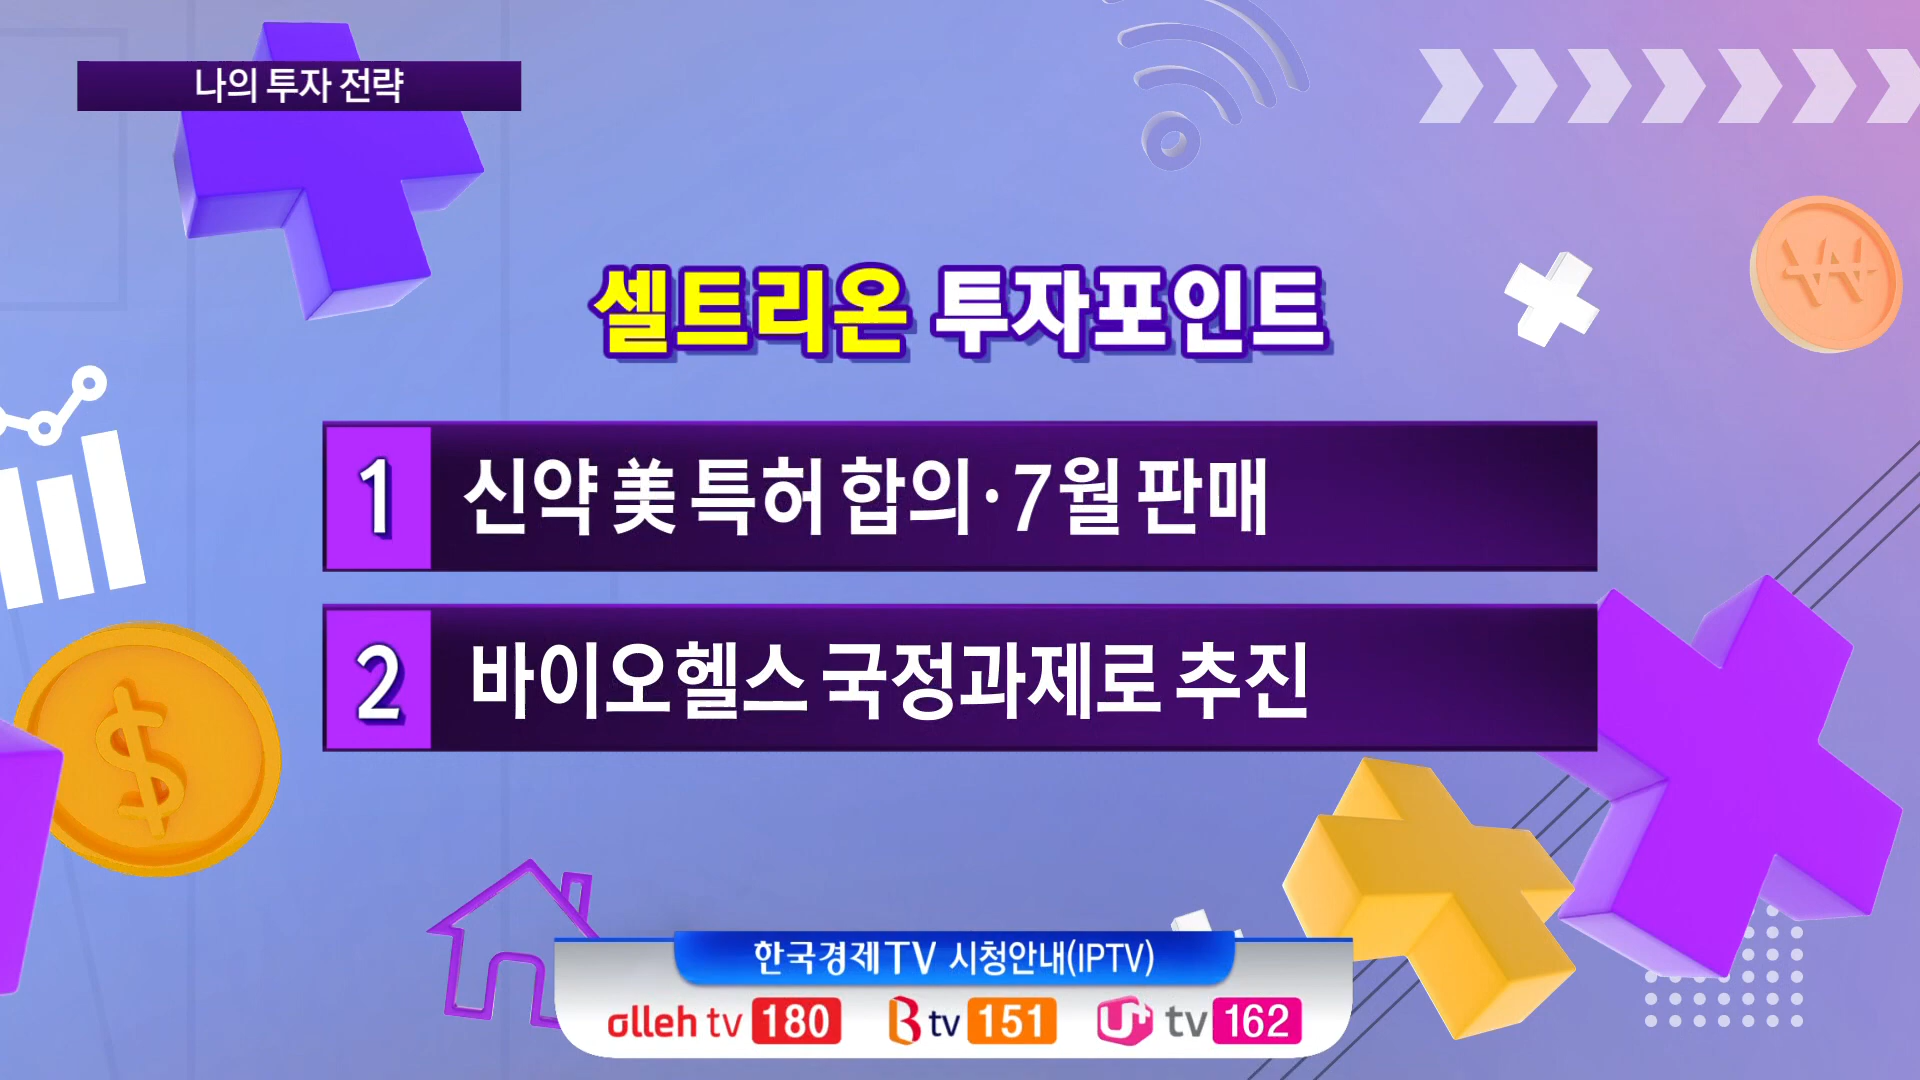 나의 투자 전략
셀트리온 투자포인트
1 신약 美 특허 합의·7월 판매
2 바이오헬스 국정과제로 추진
한국경제TV 시청안내(IPTV)
olleh tv 180 B tv 151 U+ tv 162